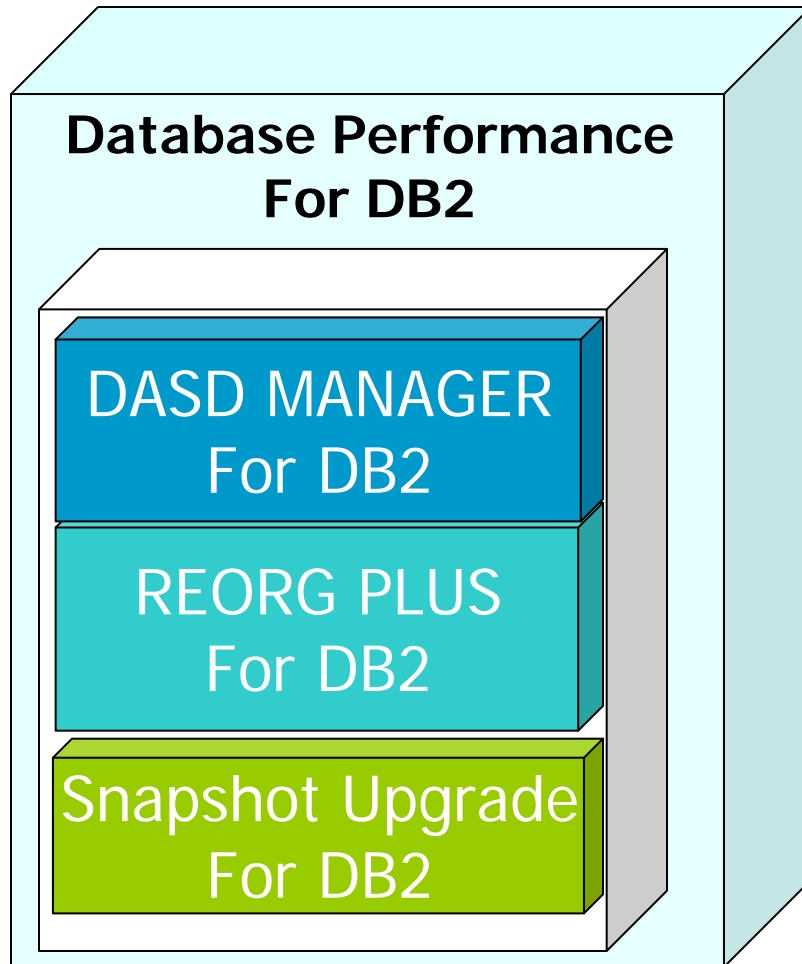 Database Performance
For DB2
DASD MANAGER
For DB2
REORG PLUS
For DB2
Snapshot Upgrade
For DB2